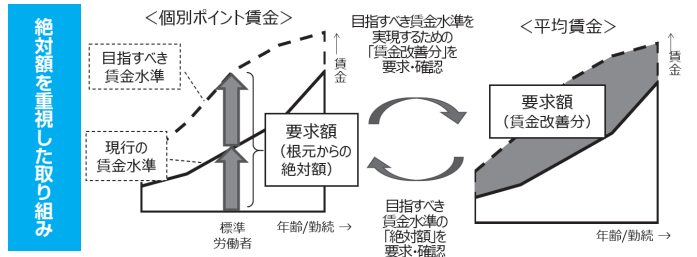 絶対額を重視した取り組み
＜個別ポイント賃金＞
目指すべき
賃金水準
現行の
賃金水準
要求額
（根元からの
絶対額）
↑賃金
標準
労働者
年齢/勤続 →
目指すべき賃金水準を
実現するための
「賃金改善分」を
要求・確認
目指すべき
賃金水準の
「絶対額」を
要求・確認
＜平均賃金＞
要求額
（賃金改善分）
↑賃金
年齢/勤続 →